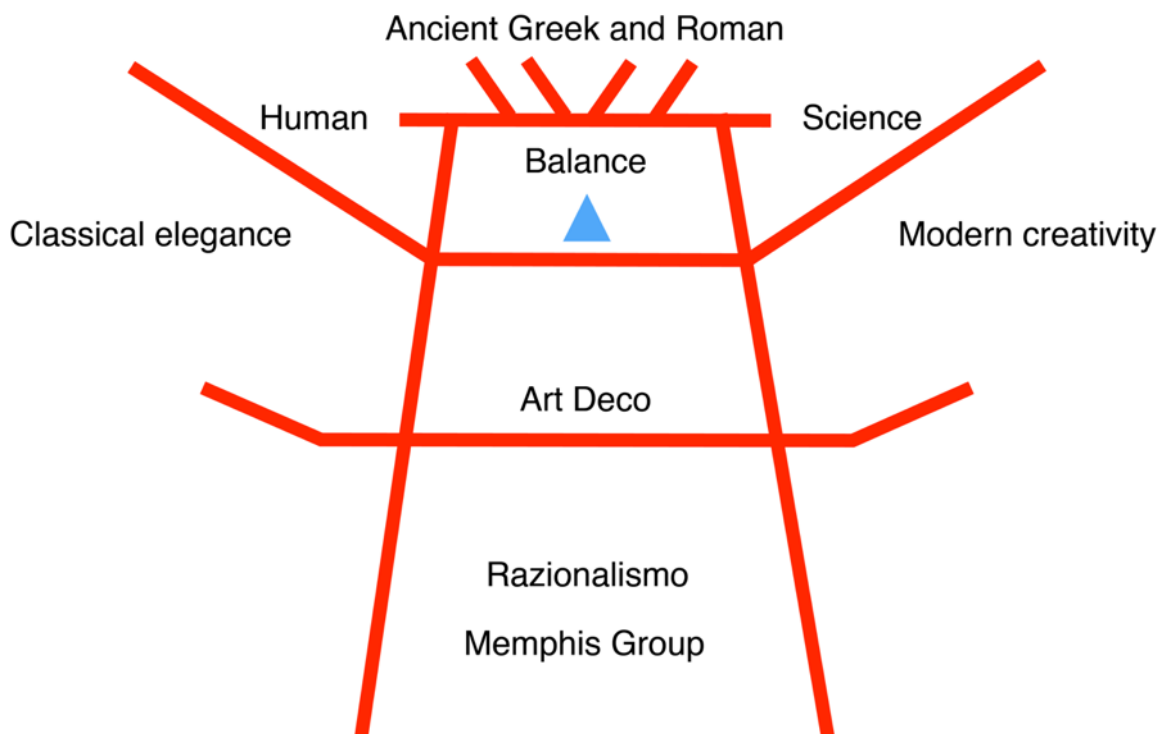 Ancient Greek and Roman
Human
Science
Balance
Classical elegance
Modern creativity
Art Deco
Razionalismo
Memphis Group